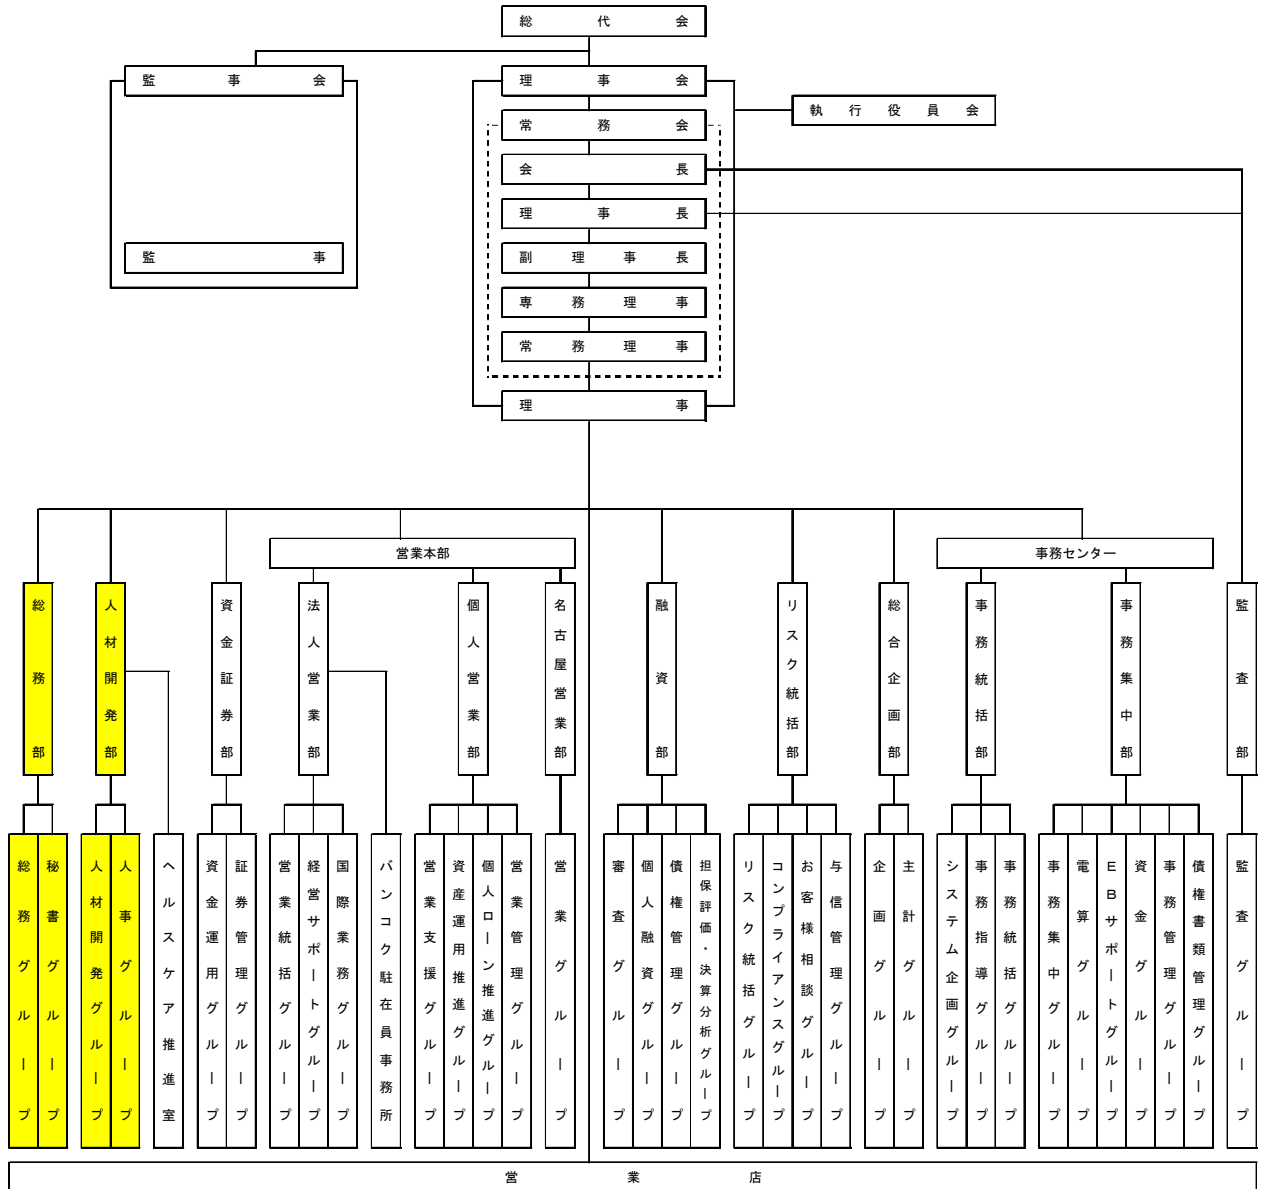 総代会
監事会
理事会
執行役員会
常務会
会長
理事長
副理事長
監事
専務理事
常務理事
理事
営業本部
事務センター
総務部
人材開発部
資金証券部
法人営業部
個人営業部
名古屋営業部
融資部
リスク統括部
総合企画部
事務統括部
事務集中部
監査部
総務グループ
秘書グループ
人材開発グループ
人事グループ
ヘルスケア推進室
資金運用グループ
証券管理グループ
営業統括グループ
経営サポートグループ
国際業務グループ
バンコク駐在員事務所
営業支援グループ
資産運用推進グループ
個人ローン推進グループ
営業管理グループ
営業グループ
審査グループ
個人融資グループ
債権管理グループ
担保評価・決算分析グループ
リスク統括グループ
コンプライアンスグループ
お客様相談グループ
与信管理グループ
企画グループ
主計グループ
システム企画グループ
事務指導グループ
事務統括グループ
事務集中グループ
電算グループ
EBサポートグループ
資金グループ
事務管理グループ
債権書類管理グループ
監査グループ
営業店